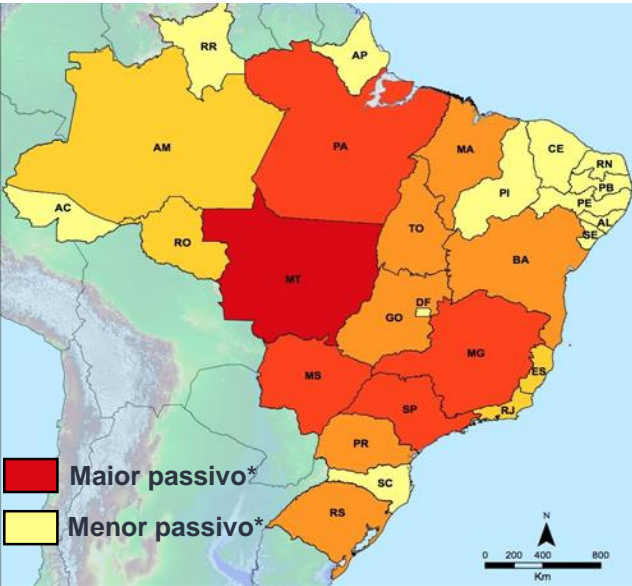 RR
AP
AM
PA
MA
CE
RN
PB
PI
PE
AL
SE
AC
TO
RO
BA
MT
DF
GO
MG
ES
MS
SP
RJ
PR
SC
RS
Maior passivo*
Menor passivo*
N
0 200 400 800
Km